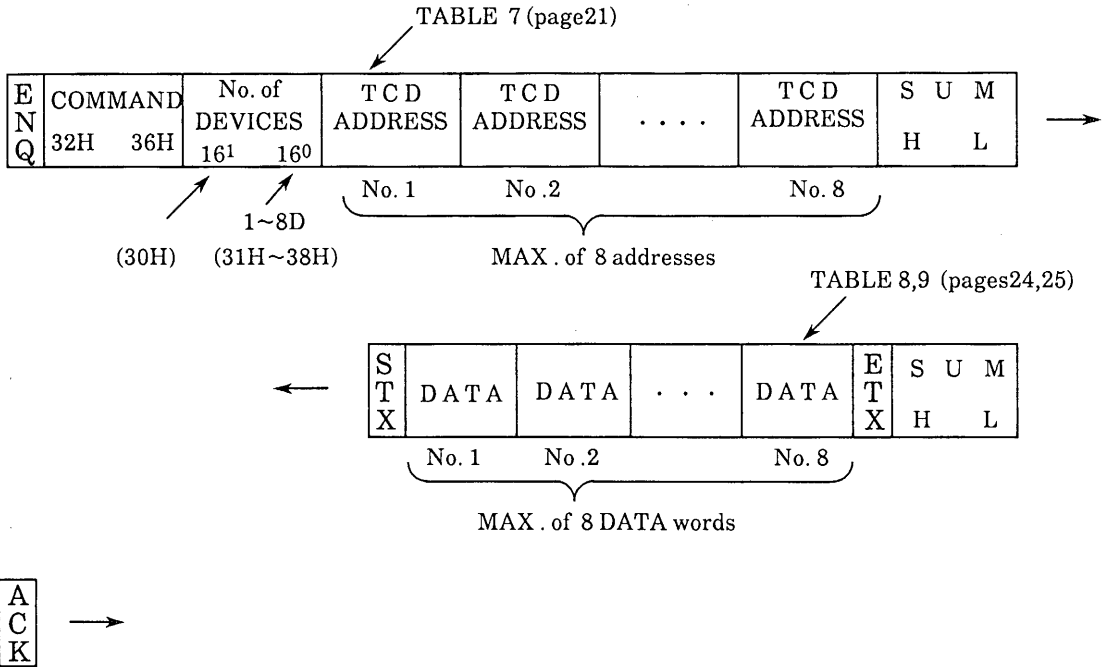 TABLE 7 (page21)
E N Q
COMMAND
32H 36H
No. of
DEVICES
16¹ 16⁰
TCD
ADDRESS
TCD
ADDRESS
. . . .
TCD
ADDRESS
S U M
H L
No. 1 No .2 No. 8
1~8D
(30H) (31H~38H)
MAX . of 8 addresses
TABLE 8,9 (pages24,25)
S T X
DATA DATA . . . DATA
E T X
S U M
H L
No. 1 No .2 No. 8
MAX . of 8 DATA words
A C K